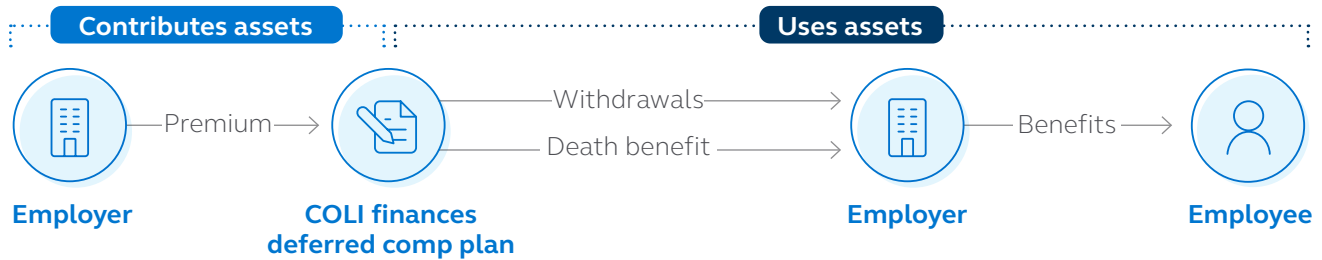 Contributes assets
Uses assets
Premium
Withdrawals
Death benefit
Benefits
Employer
COLI finances
deferred comp plan
Employer
Employee